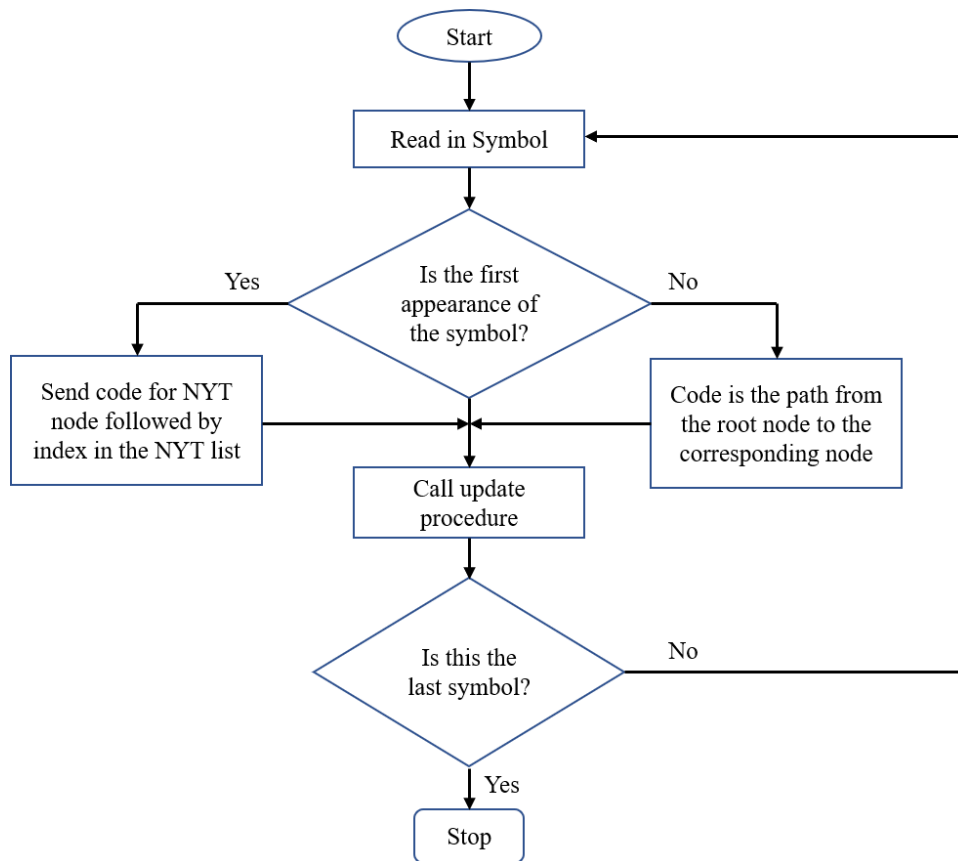 Start
Read in Symbol
Is the first
appearance of
the symbol?
Yes
No
Send code for NYT
node followed by
index in the NYT list
Code is the path from
the root node to the
corresponding node
Call update
procedure
Is this the
last symbol?
No
Yes
Stop